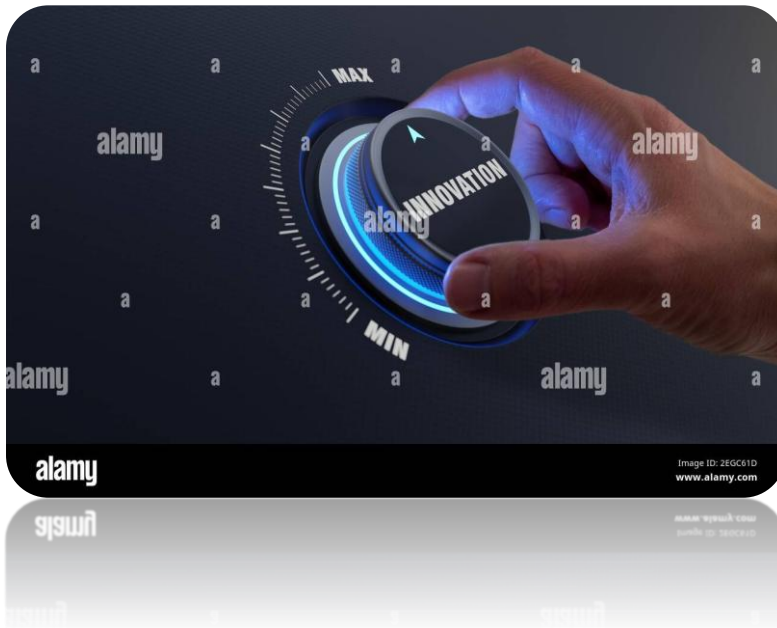 MAX
INNOVATION
MIN
a a a a a
alamy a a alamy
a a alamy a a
a a a a
alamy a a alamy a
alamy
Image ID: 2EGC61D
www.alamy.com